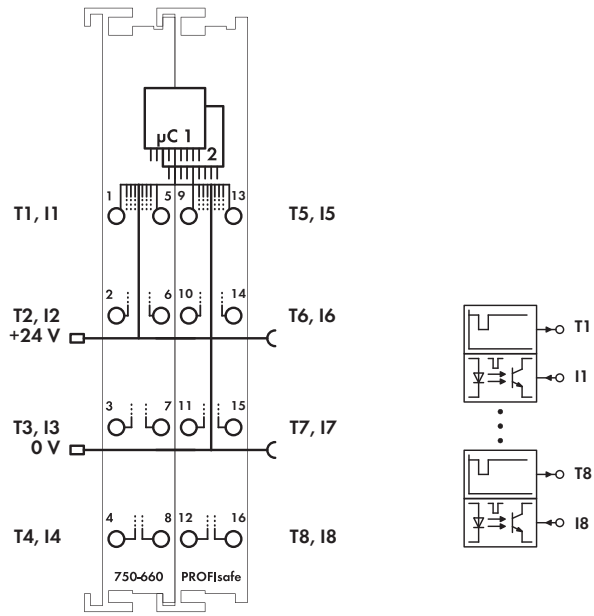 µC 1
2
1 5 9 13
T1, I1 T5, I5
2 6 10 14
T2, I2 T6, I6
+24 V
3 7 11 15
T3, I3 T7, I7
0 V
4 8 12 16
T4, I4 T8, I8
750-660 PROFIsafe
T1
I1
T8
I8